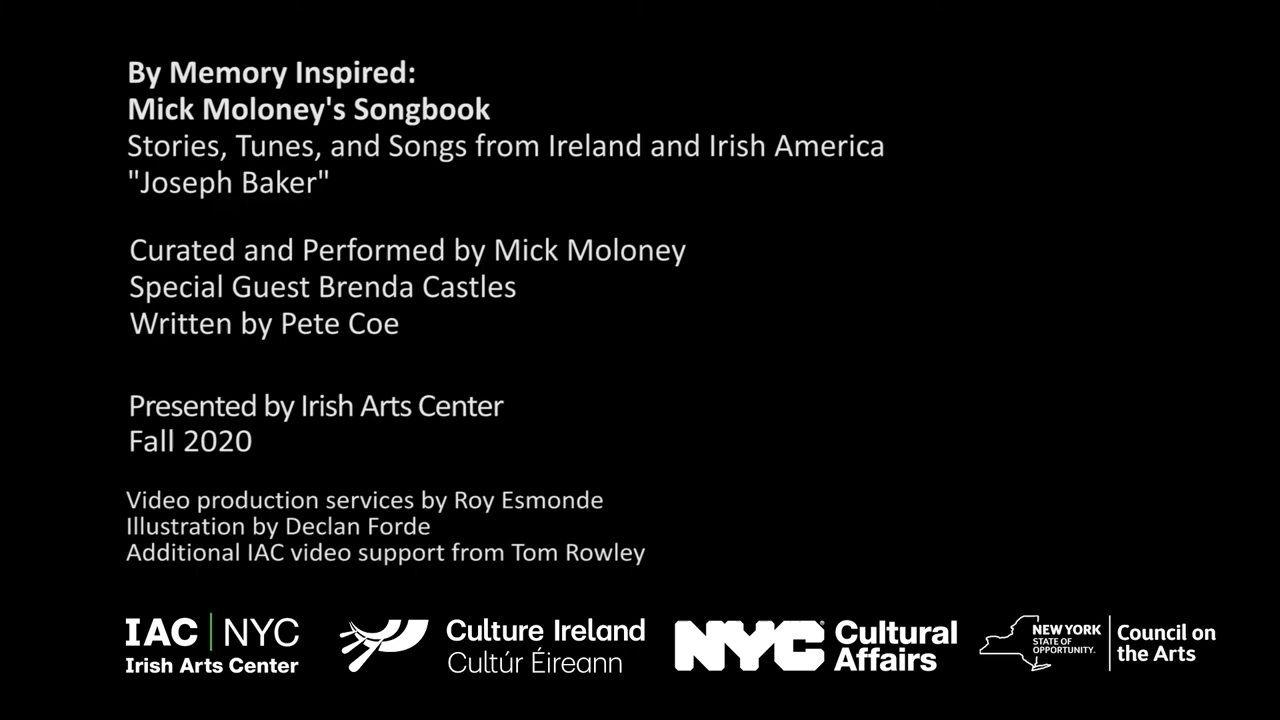 By Memory Inspired:
Mick Moloney's Songbook
Stories, Tunes, and Songs from Ireland and Irish America
"Joseph Baker"
Curated and Performed by Mick Moloney
Special Guest Brenda Castles
Written by Pete Coe
Presented by Irish Arts Center
Fall 2020
Video production services by Roy Esmonde
Illustration by Declan Forde
Additional IAC video support from Tom Rowley
IAC | NYC
Irish Arts Center
Culture Ireland
Cultúr Éireann
NYC® Cultural
Affairs
NEW YORK
STATE OF
OPPORTUNITY.
Council on
the Arts